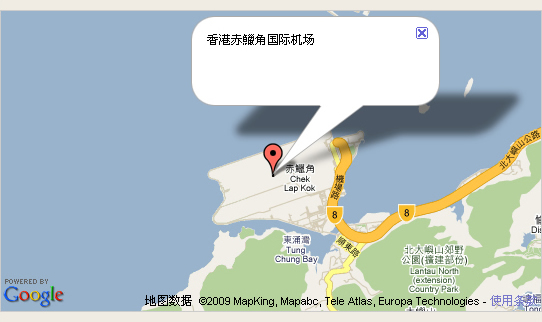 香港赤鱲角国际机场
赤鱲角
Chek
Lap Kok
機場路
8
8
北大嶼山公路
東涌灣
Tung
Chung Bay
順東路
北大嶼山郊野
公園(擴建部份)
Lantau North
(extension)
Country Park
POWERED BY
Google
地图数据 ©2009 MapKing, Mapabc, Tele Atlas, Europa Technologies - 使用条款